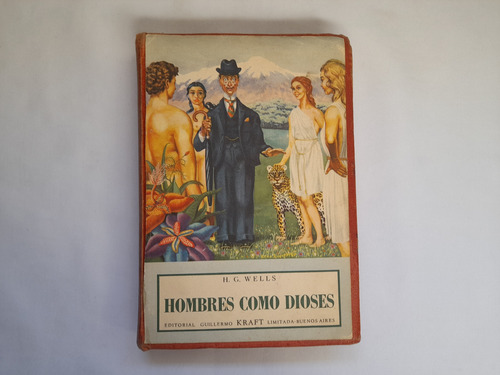 H. G. WELLS
HOMBRES COMO DIOSES
EDITORIAL GUILLERMO KRAFT LIMITADA-BUENOS AIRES